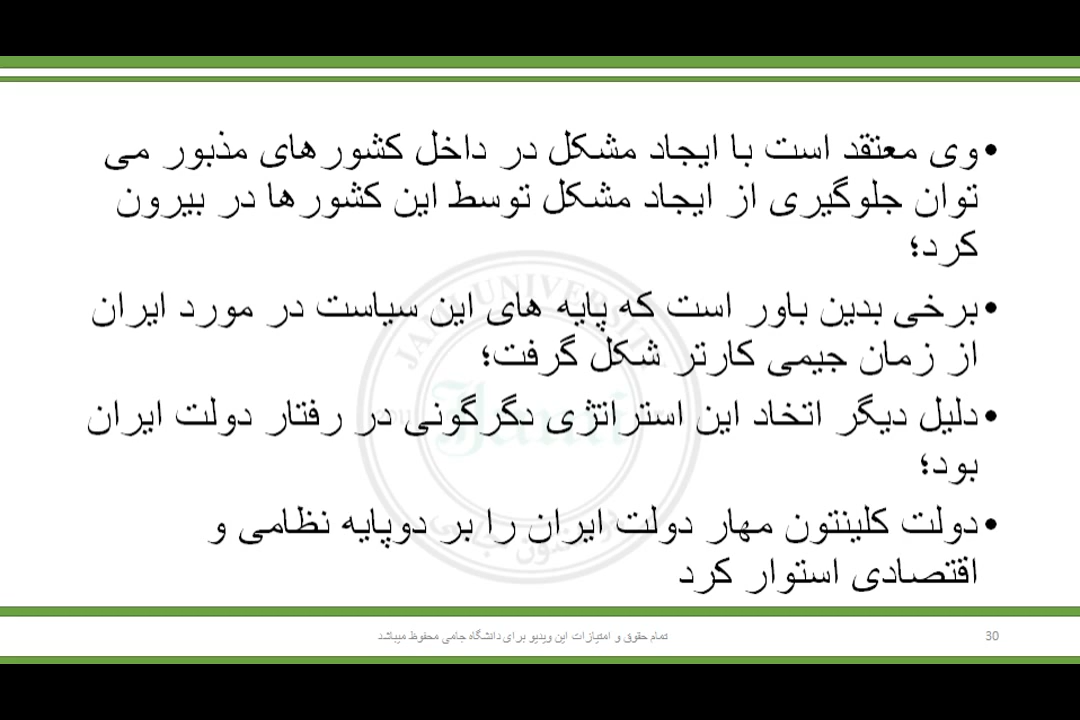 •وی معتقد است با ایجاد مشکل در داخل کشورهای مذبور می
توان جلوگیری از ایجاد مشکل توسط این کشورها در بیرون
کرد؛
•برخی بدین باور است که پایه های این سیاست در مورد ایران
از زمان جیمی کارتر شکل گرفت؛
•دلیل دیگر اتخاد این استراتژی دگرگونی در رفتار دولت ایران
بود؛
•دولت کلینتون مهار دولت ایران را بر دوپایه نظامی و
اقتصادی استوار کرد
JAMI UNIVERSITY
Jami
تمام حقوق و امتیازات این ویدیو برای دانشگاه جامی محفوظ میباشد
30